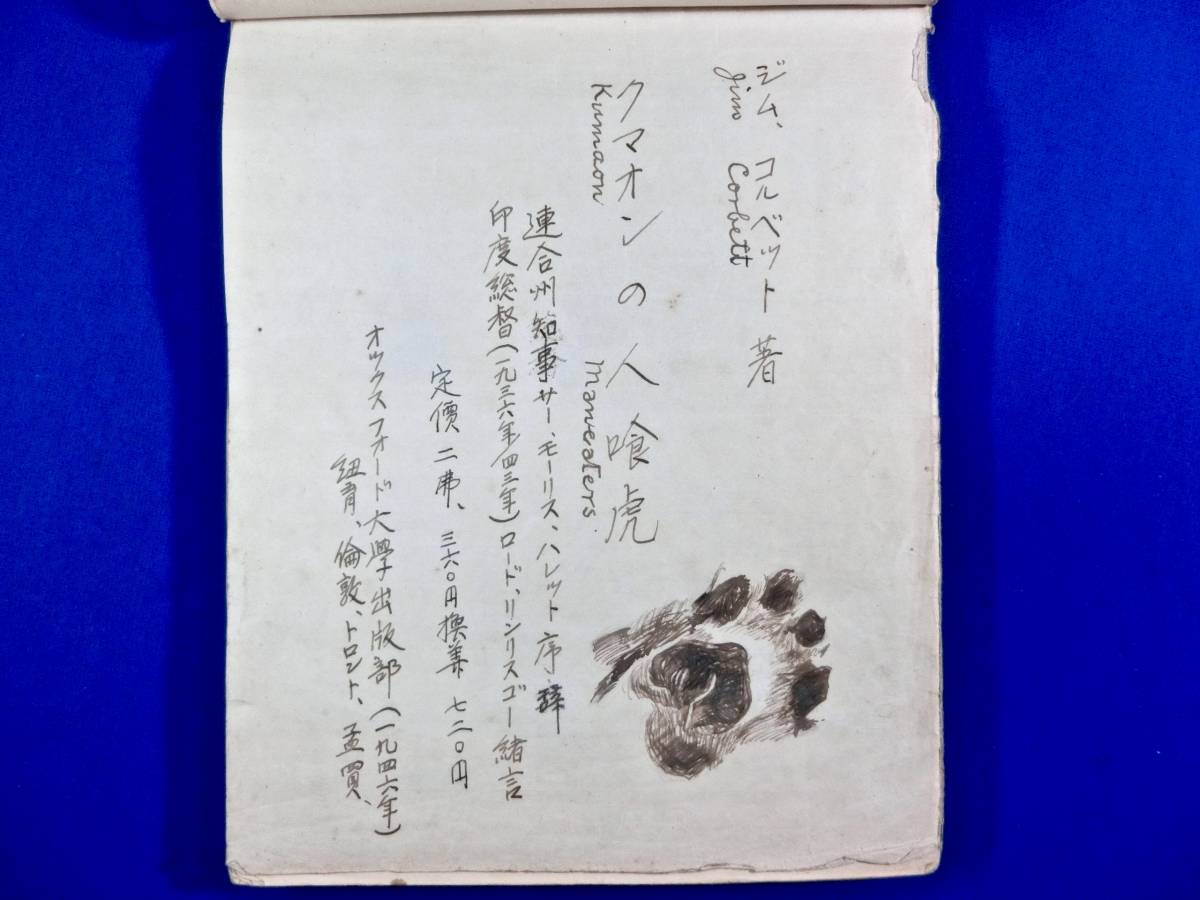 ジム、コルベット 著
Jim Corbett
クマオンの人喰虎
Kumaon Maneaters.
連合州知事サー、モーリス、ハレット序辞
印度総督(一九三六年四三年)ロード、リンリスゴー緒言
定價 二弗、三六〇円換算 七二〇円
オックスフォード大學出版部(一九四六年)
紐育、倫敦、トロント、孟買、